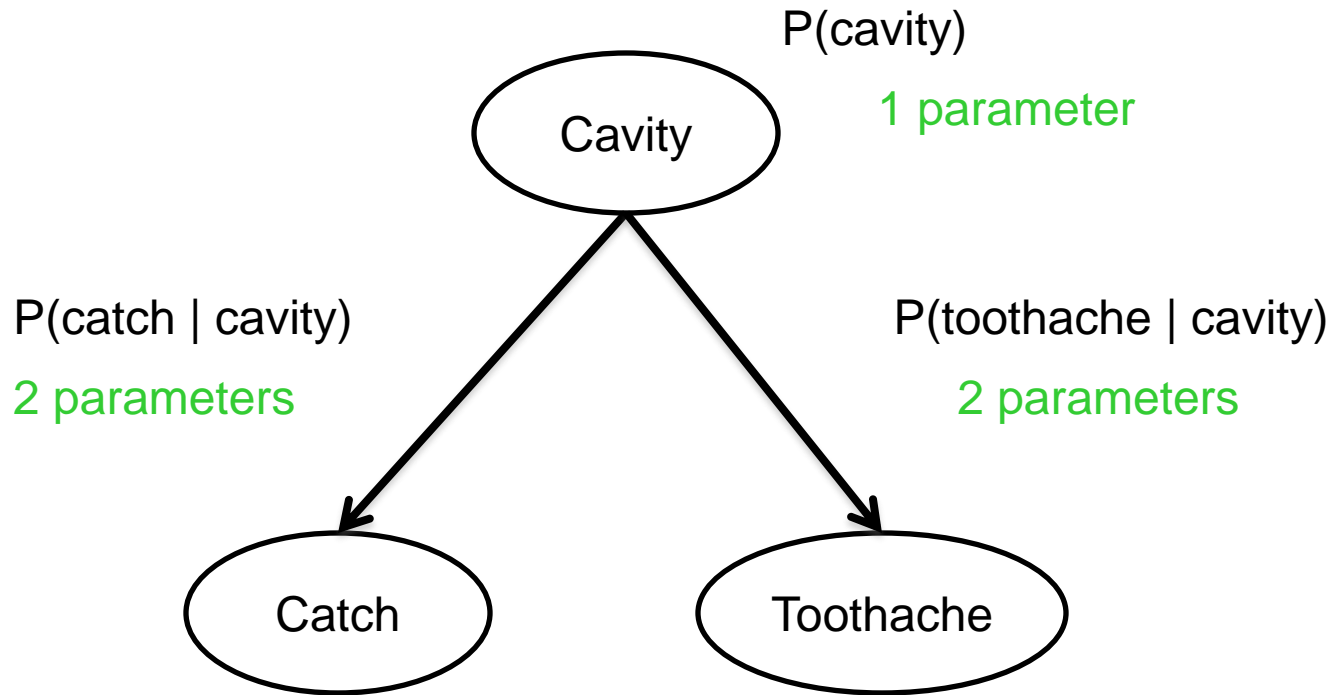 P(cavity)
1 parameter
Cavity
P(catch | cavity)
2 parameters
P(toothache | cavity)
2 parameters
Catch
Toothache